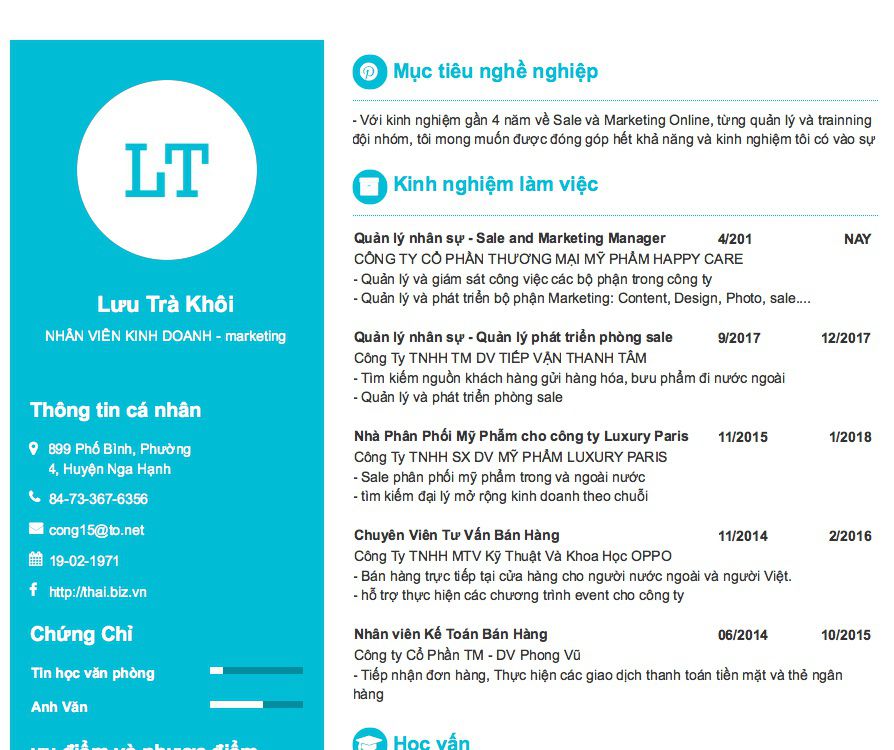 LT
Lưu Trà Khôi
NHÂN VIÊN KINH DOANH - marketing
Thông tin cá nhân
899 Phố Bình, Phường
4, Huyện Nga Hạnh
84-73-367-6356
cong15@to.net
19-02-1971
http://thai.biz.vn
Chứng Chỉ
Tin học văn phòng
Anh Văn
ưu điểm và nhược điểm
Mục tiêu nghề nghiệp
- Với kinh nghiệm gần 4 năm về Sale và Marketing Online, từng quản lý và trainning
đội nhóm, tôi mong muốn được đóng góp hết khả năng và kinh nghiệm tôi có vào sự
Kinh nghiệm làm việc
Quản lý nhân sự - Sale and Marketing Manager 4/201 NAY
CÔNG TY CỔ PHẦN THƯƠNG MẠI MỸ PHẨM HAPPY CARE
- Quản lý và giám sát công việc các bộ phận trong công ty
- Quản lý và phát triển bộ phận Marketing: Content, Design, Photo, sale....
Quản lý nhân sự - Quản lý phát triển phòng sale 9/2017 12/2017
Công Ty TNHH TM DV TIẾP VẬN THANH TÂM
- Tìm kiếm nguồn khách hàng gửi hàng hóa, bưu phẩm đi nước ngoài
- Quản lý và phát triển phòng sale
Nhà Phân Phối Mỹ Phẩm cho công ty Luxury Paris 11/2015 1/2018
Công Ty TNHH SX DV MỸ PHẨM LUXURY PARIS
- Sale phân phối mỹ phẩm trong và ngoài nước
- tìm kiếm đại lý mở rộng kinh doanh theo chuỗi
Chuyên Viên Tư Vấn Bán Hàng 11/2014 2/2016
Công Ty TNHH MTV Kỹ Thuật Và Khoa Học OPPO
- Bán hàng trực tiếp tại cửa hàng cho người nước ngoài và người Việt.
- hỗ trợ thực hiện các chương trình event cho công ty
Nhân viên Kế Toán Bán Hàng 06/2014 10/2015
Công ty Cổ Phần TM - DV Phong Vũ
- Tiếp nhận đơn hàng, Thực hiện các giao dịch thanh toán tiền mặt và thẻ ngân
hàng
Học vấn